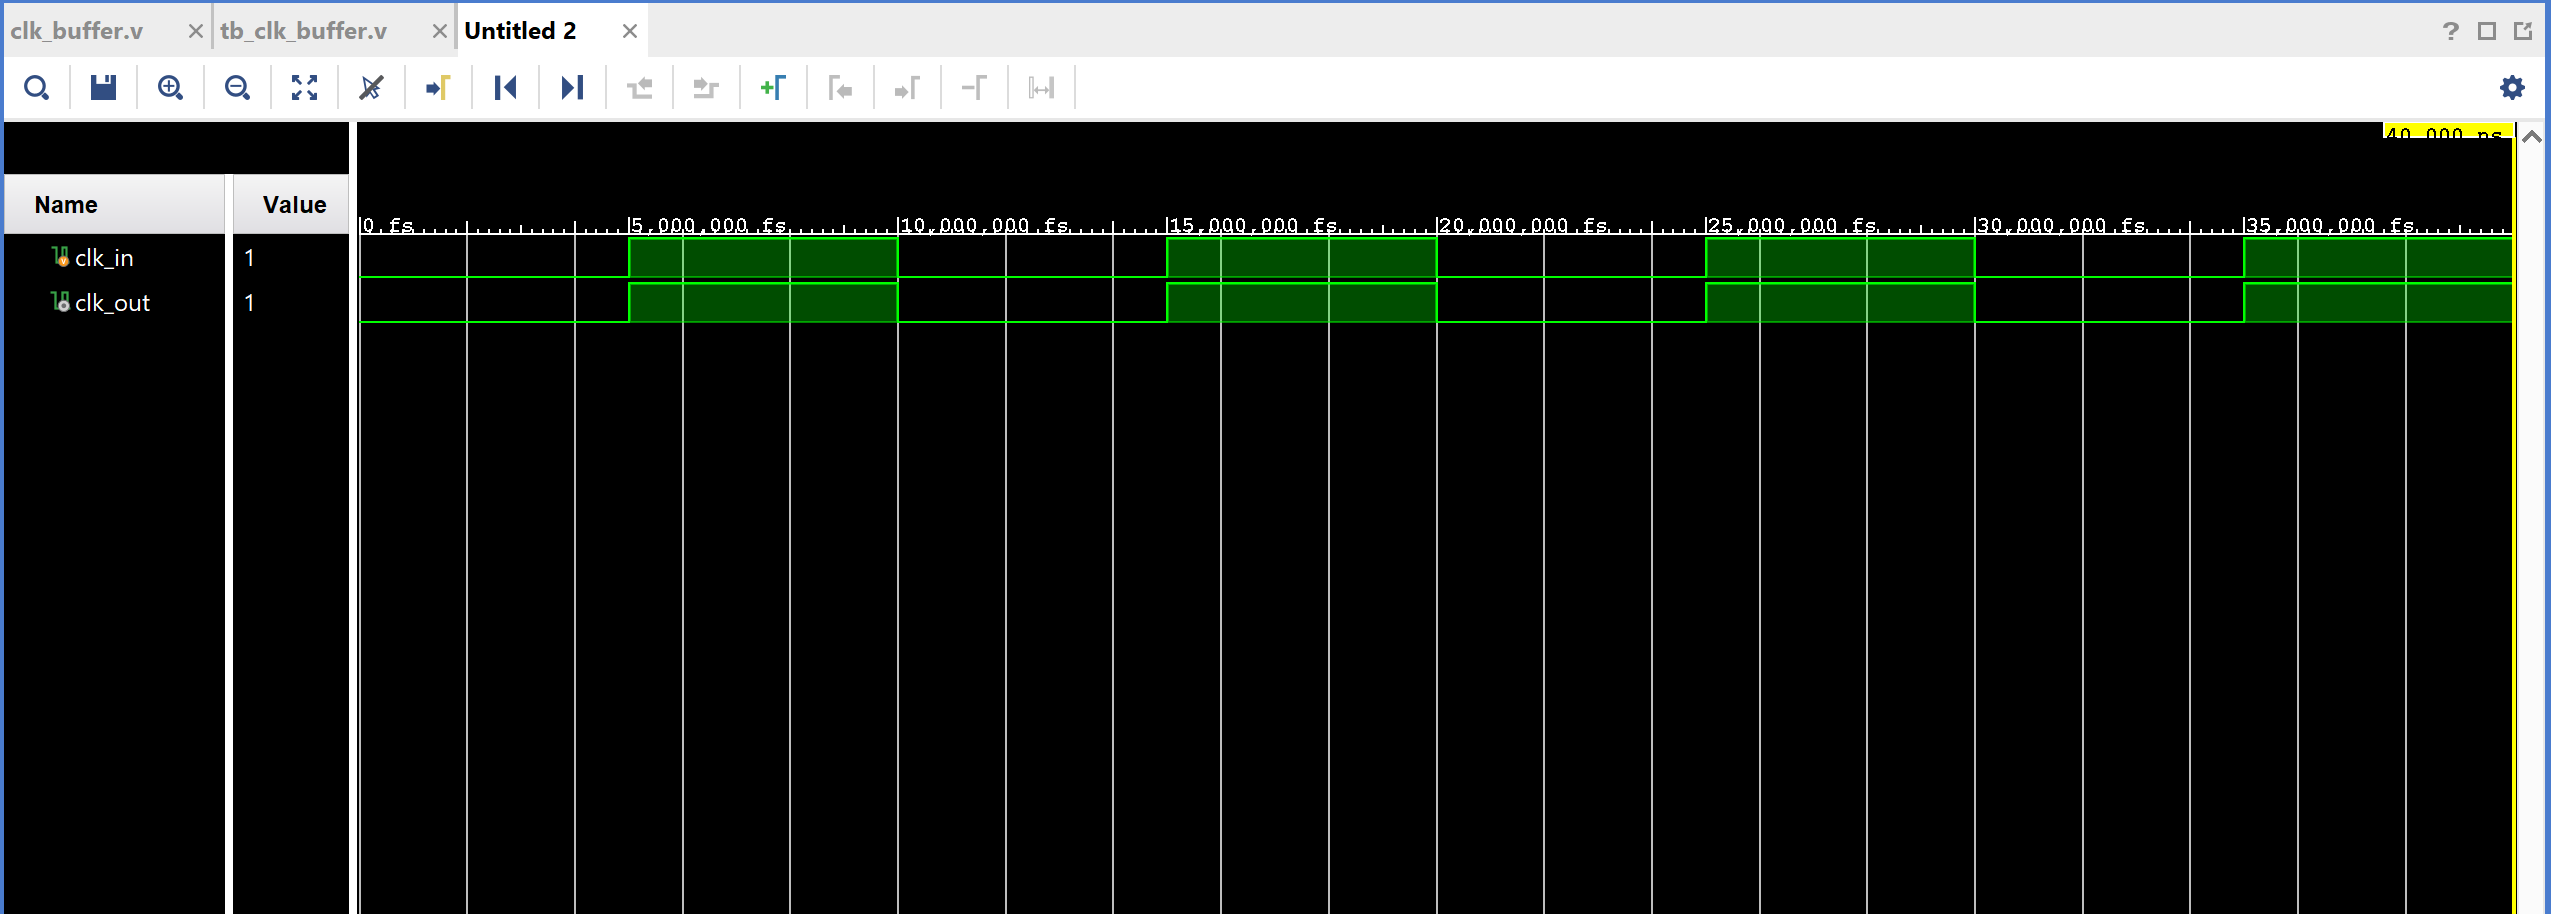 clk_buffer.v tb_clk_buffer.v Untitled 2
?
40.000 ns
Name Value
0 fs 5,000,000 fs 10,000,000 fs 15,000,000 fs 20,000,000 fs 25,000,000 fs 30,000,000 fs 35,000,000 fs
clk_in 1
clk_out 1